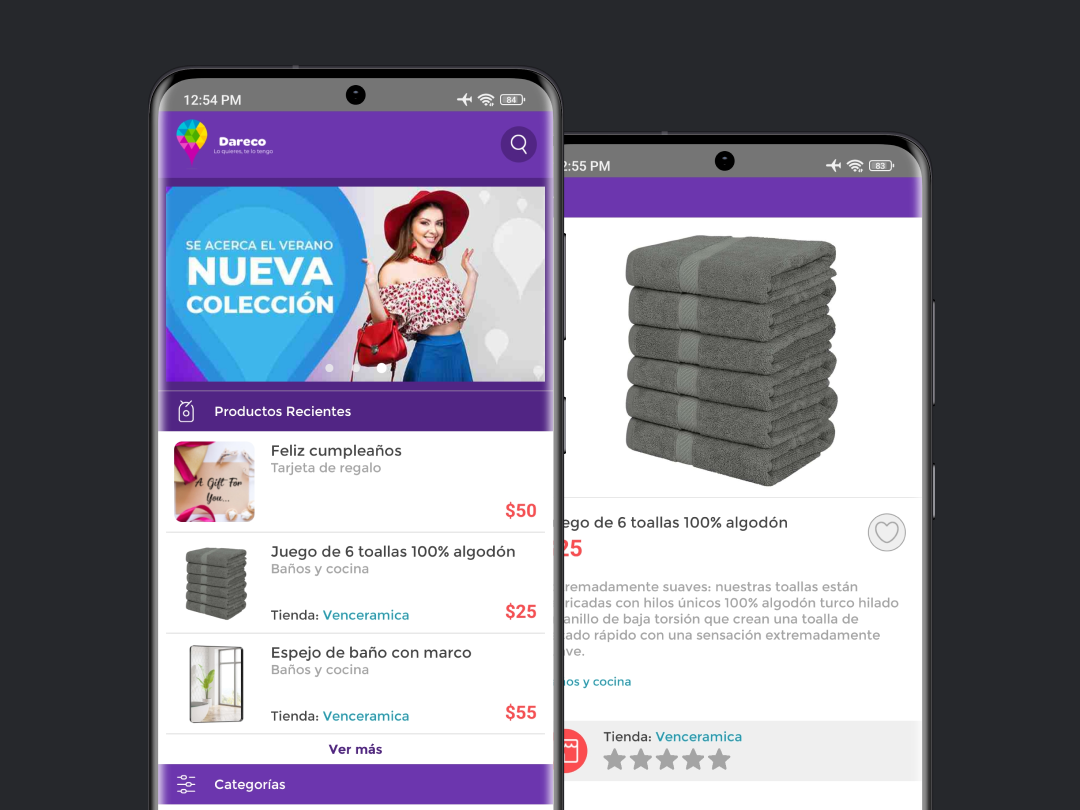 12:54 PM
84
Dareco
Lo quieres, te lo tengo
SE ACERCA EL VERANO
NUEVA
COLECCIÓN
Productos Recientes
A Gift For
You...
Feliz cumpleaños
Tarjeta de regalo
$50
Juego de 6 toallas 100% algodón
Baños y cocina
Tienda: Venceramica
$25
Espejo de baño con marco
Baños y cocina
Tienda: Venceramica
$55
Ver más
Categorías
2:55 PM
83
ego de 6 toallas 100% algodón
25
remadamente suaves: nuestras toallas están
ricadas con hilos únicos 100% algodón turco hilado
anillo de baja torsión que crean una toalla de
ado rápido con una sensación extremadamente
ave.
ios y cocina
Tienda: Venceramica